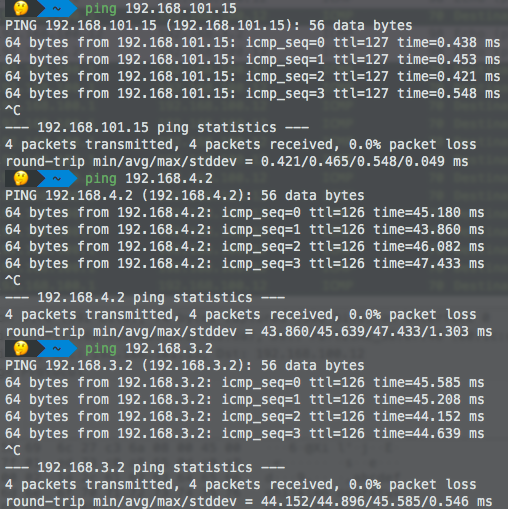 🤔 ~ ping 192.168.101.15
PING 192.168.101.15 (192.168.101.15): 56 data bytes
64 bytes from 192.168.101.15: icmp_seq=0 ttl=127 time=0.438 ms
64 bytes from 192.168.101.15: icmp_seq=1 ttl=127 time=0.453 ms
64 bytes from 192.168.101.15: icmp_seq=2 ttl=127 time=0.421 ms
64 bytes from 192.168.101.15: icmp_seq=3 ttl=127 time=0.548 ms
^C
--- 192.168.101.15 ping statistics ---
4 packets transmitted, 4 packets received, 0.0% packet loss
round-trip min/avg/max/stddev = 0.421/0.465/0.548/0.049 ms
🤔 ~ ping 192.168.4.2
PING 192.168.4.2 (192.168.4.2): 56 data bytes
64 bytes from 192.168.4.2: icmp_seq=0 ttl=126 time=45.180 ms
64 bytes from 192.168.4.2: icmp_seq=1 ttl=126 time=43.860 ms
64 bytes from 192.168.4.2: icmp_seq=2 ttl=126 time=46.082 ms
64 bytes from 192.168.4.2: icmp_seq=3 ttl=126 time=47.433 ms
^C
--- 192.168.4.2 ping statistics ---
4 packets transmitted, 4 packets received, 0.0% packet loss
round-trip min/avg/max/stddev = 43.860/45.639/47.433/1.303 ms
🤔 ~ ping 192.168.3.2
PING 192.168.3.2 (192.168.3.2): 56 data bytes
64 bytes from 192.168.3.2: icmp_seq=0 ttl=126 time=45.585 ms
64 bytes from 192.168.3.2: icmp_seq=1 ttl=126 time=45.208 ms
64 bytes from 192.168.3.2: icmp_seq=2 ttl=126 time=44.152 ms
64 bytes from 192.168.3.2: icmp_seq=3 ttl=126 time=44.639 ms
^C
--- 192.168.3.2 ping statistics ---
4 packets transmitted, 4 packets received, 0.0% packet loss
round-trip min/avg/max/stddev = 44.152/44.896/45.585/0.546 ms